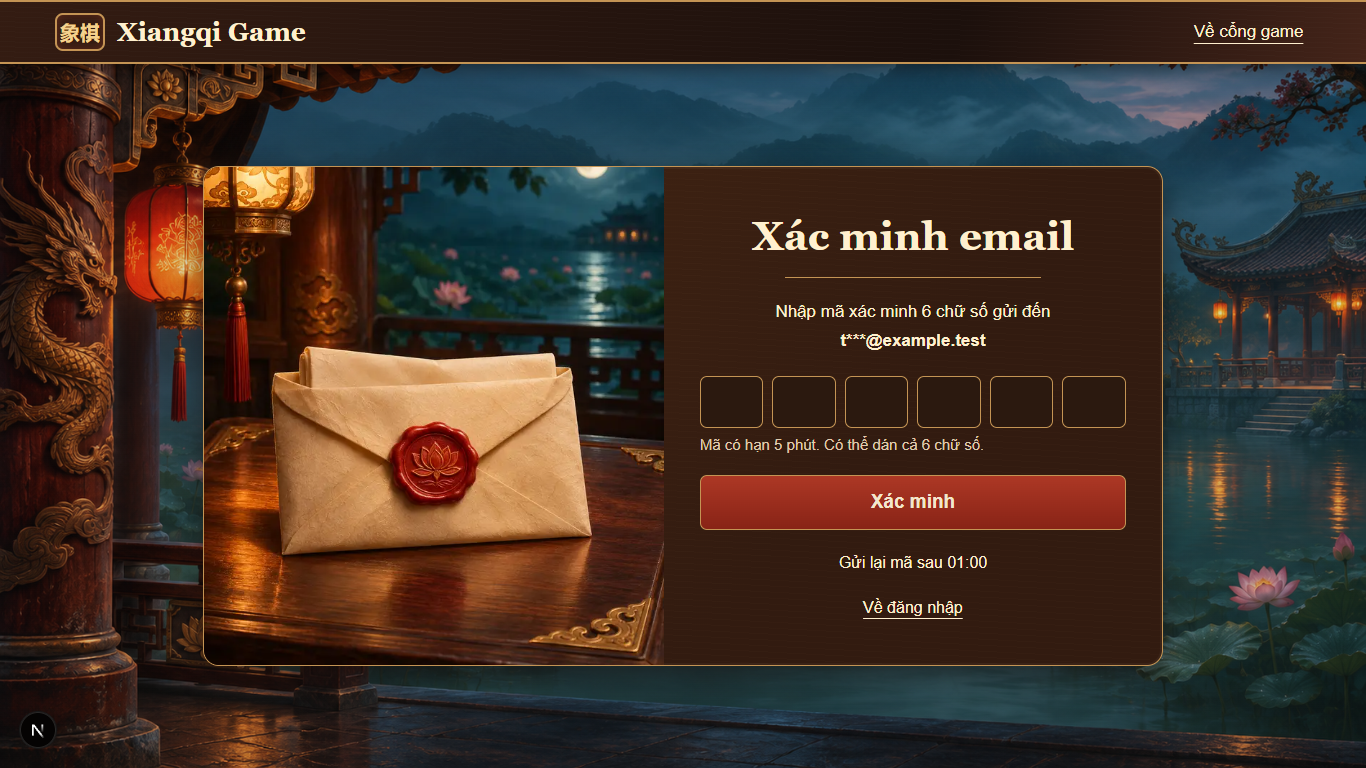 象棋 Xiangqi Game
Về cổng game
Xác minh email
Nhập mã xác minh 6 chữ số gửi đến
t***@example.test
Mã có hạn 5 phút. Có thể dán cả 6 chữ số.
Xác minh
Gửi lại mã sau 01:00
Về đăng nhập
N